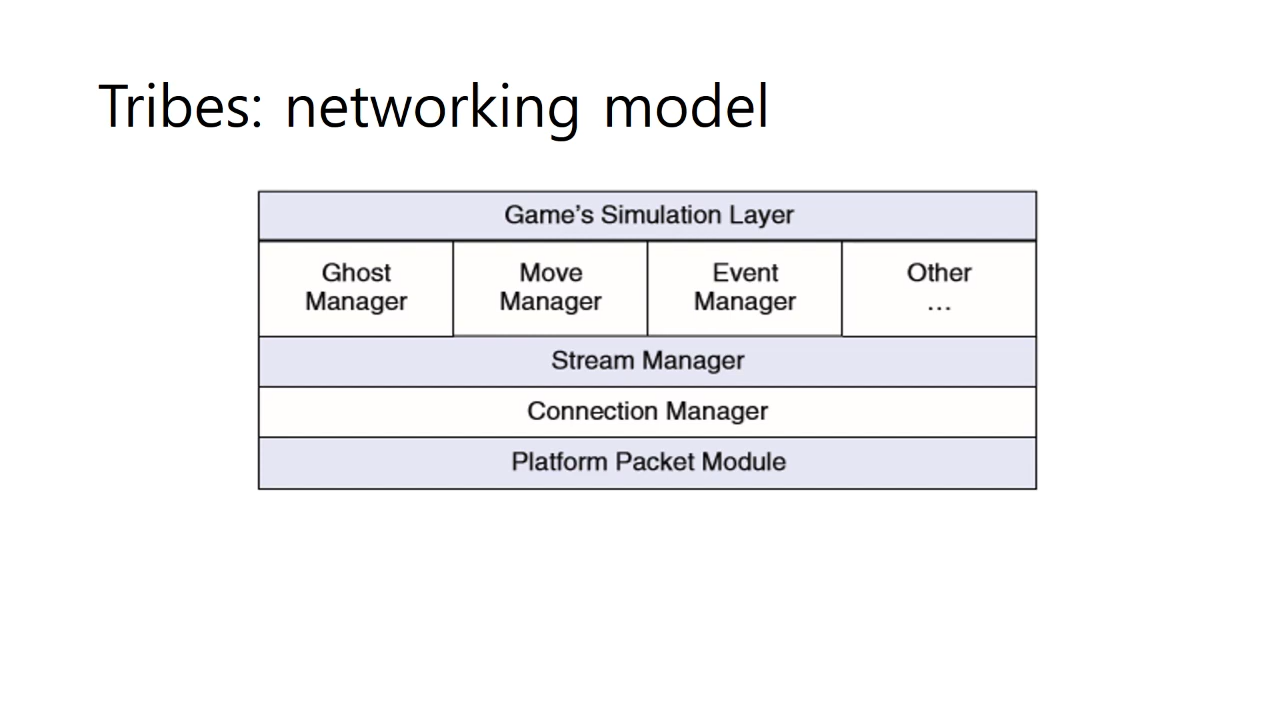 Tribes: networking model
Game’s Simulation Layer
Ghost
Manager
Move
Manager
Event
Manager
Other
...
Stream Manager
Connection Manager
Platform Packet Module